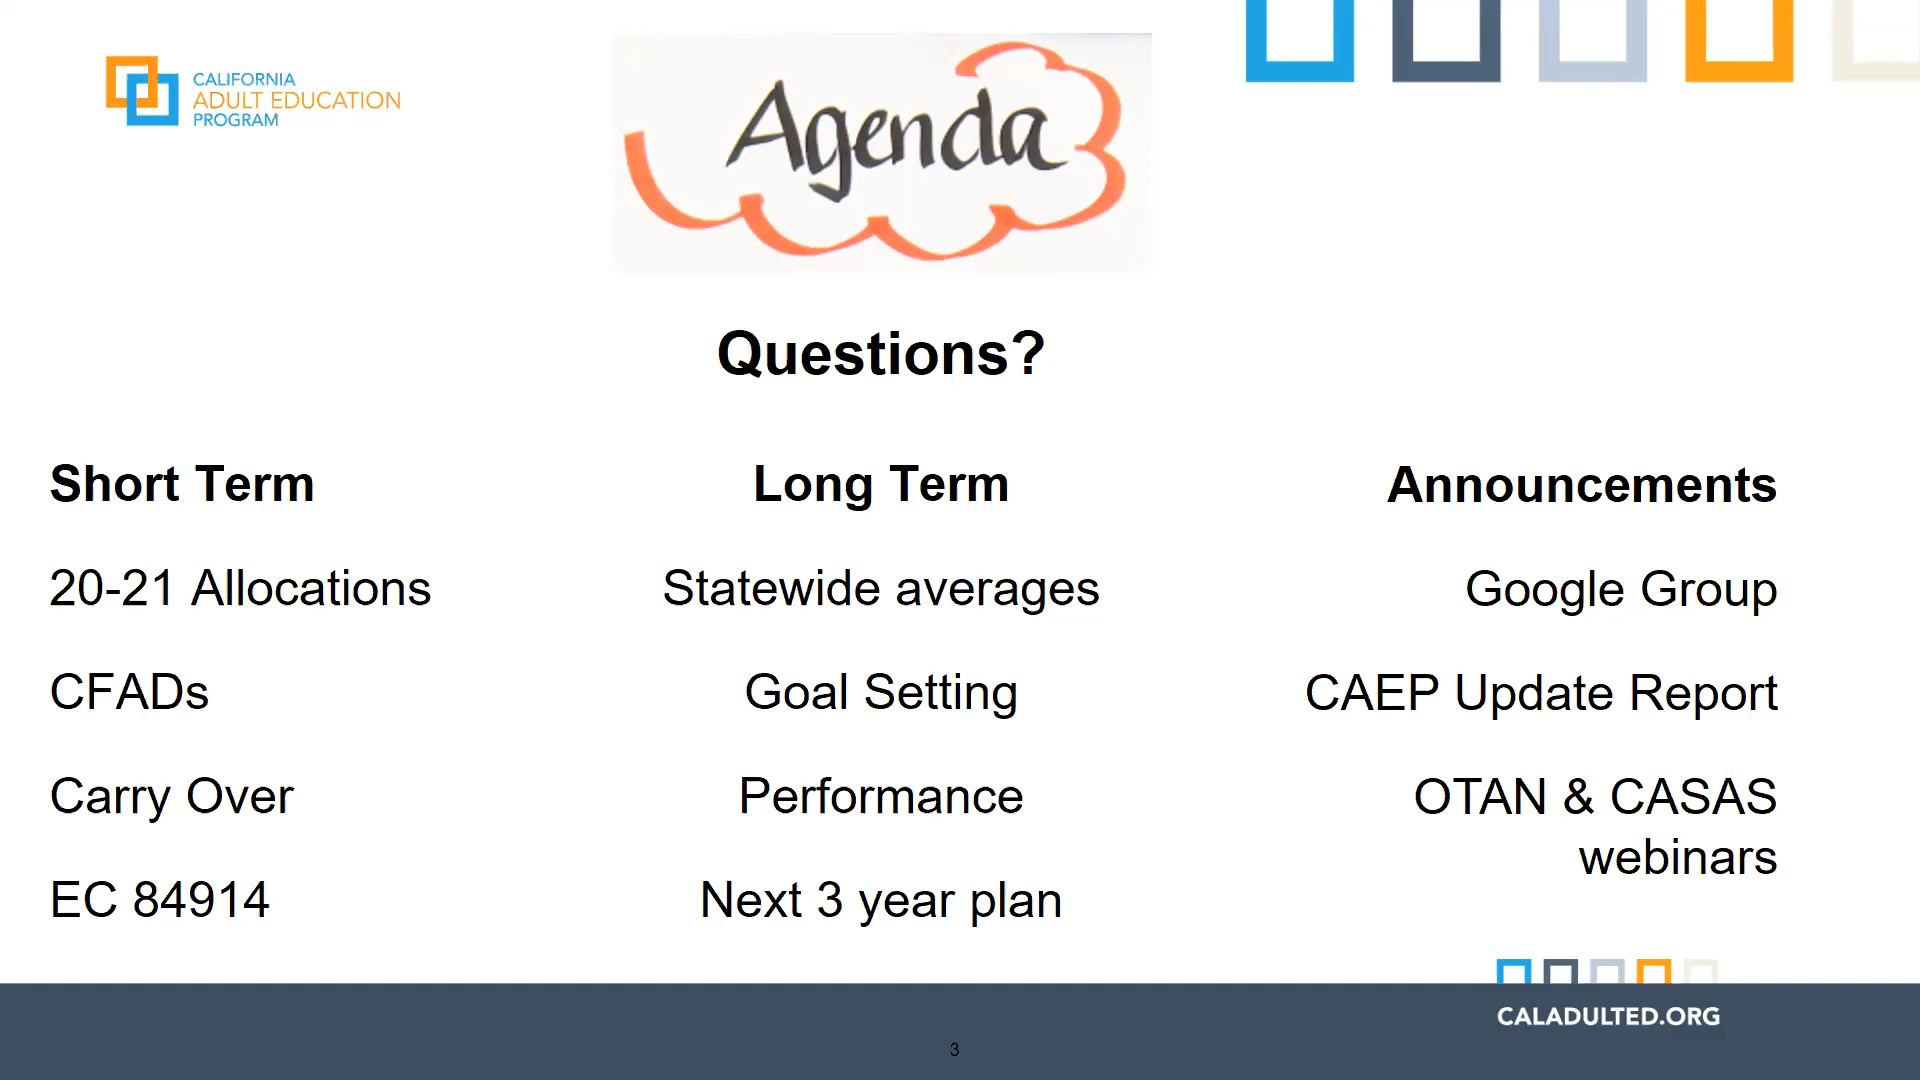 CALIFORNIA
ADULT EDUCATION
PROGRAM
Agenda
Questions?
Short Term
20-21 Allocations
CFADs
Carry Over
EC 84914
Long Term
Statewide averages
Goal Setting
Performance
Next 3 year plan
Announcements
Google Group
CAEP Update Report
OTAN & CASAS
webinars
CALADULTED.ORG
3